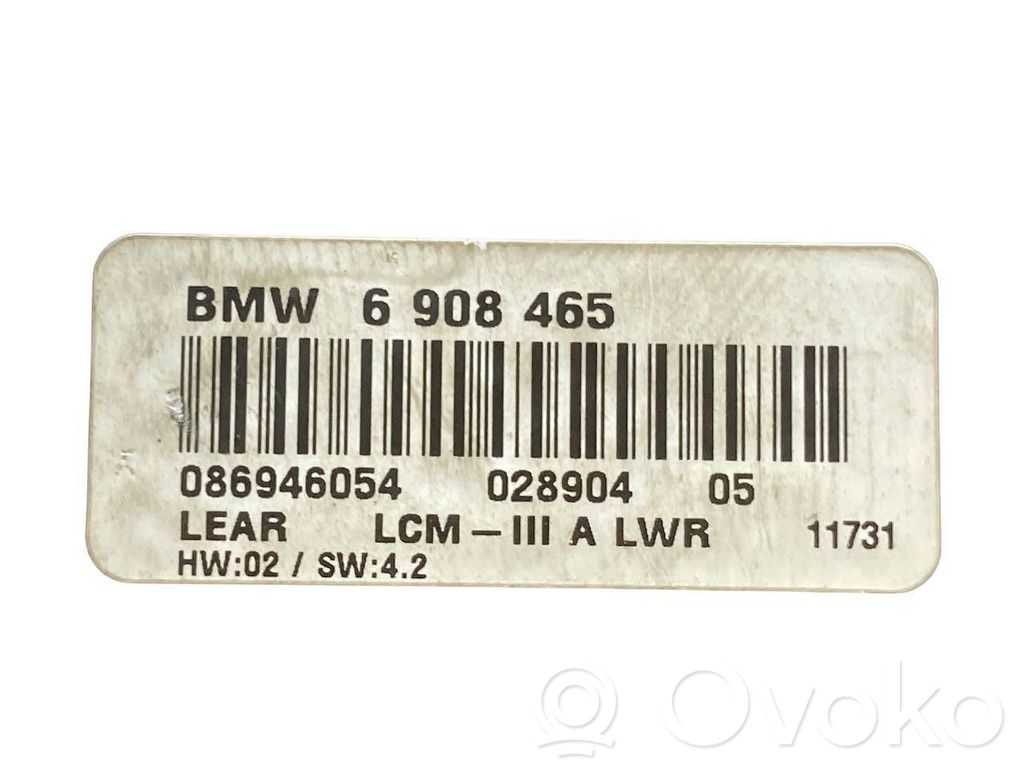 BMW 6 908 465
086946054 028904 05
LEAR LCM-III A LWR 11731
HW:02 / SW:4.2
Ovoko